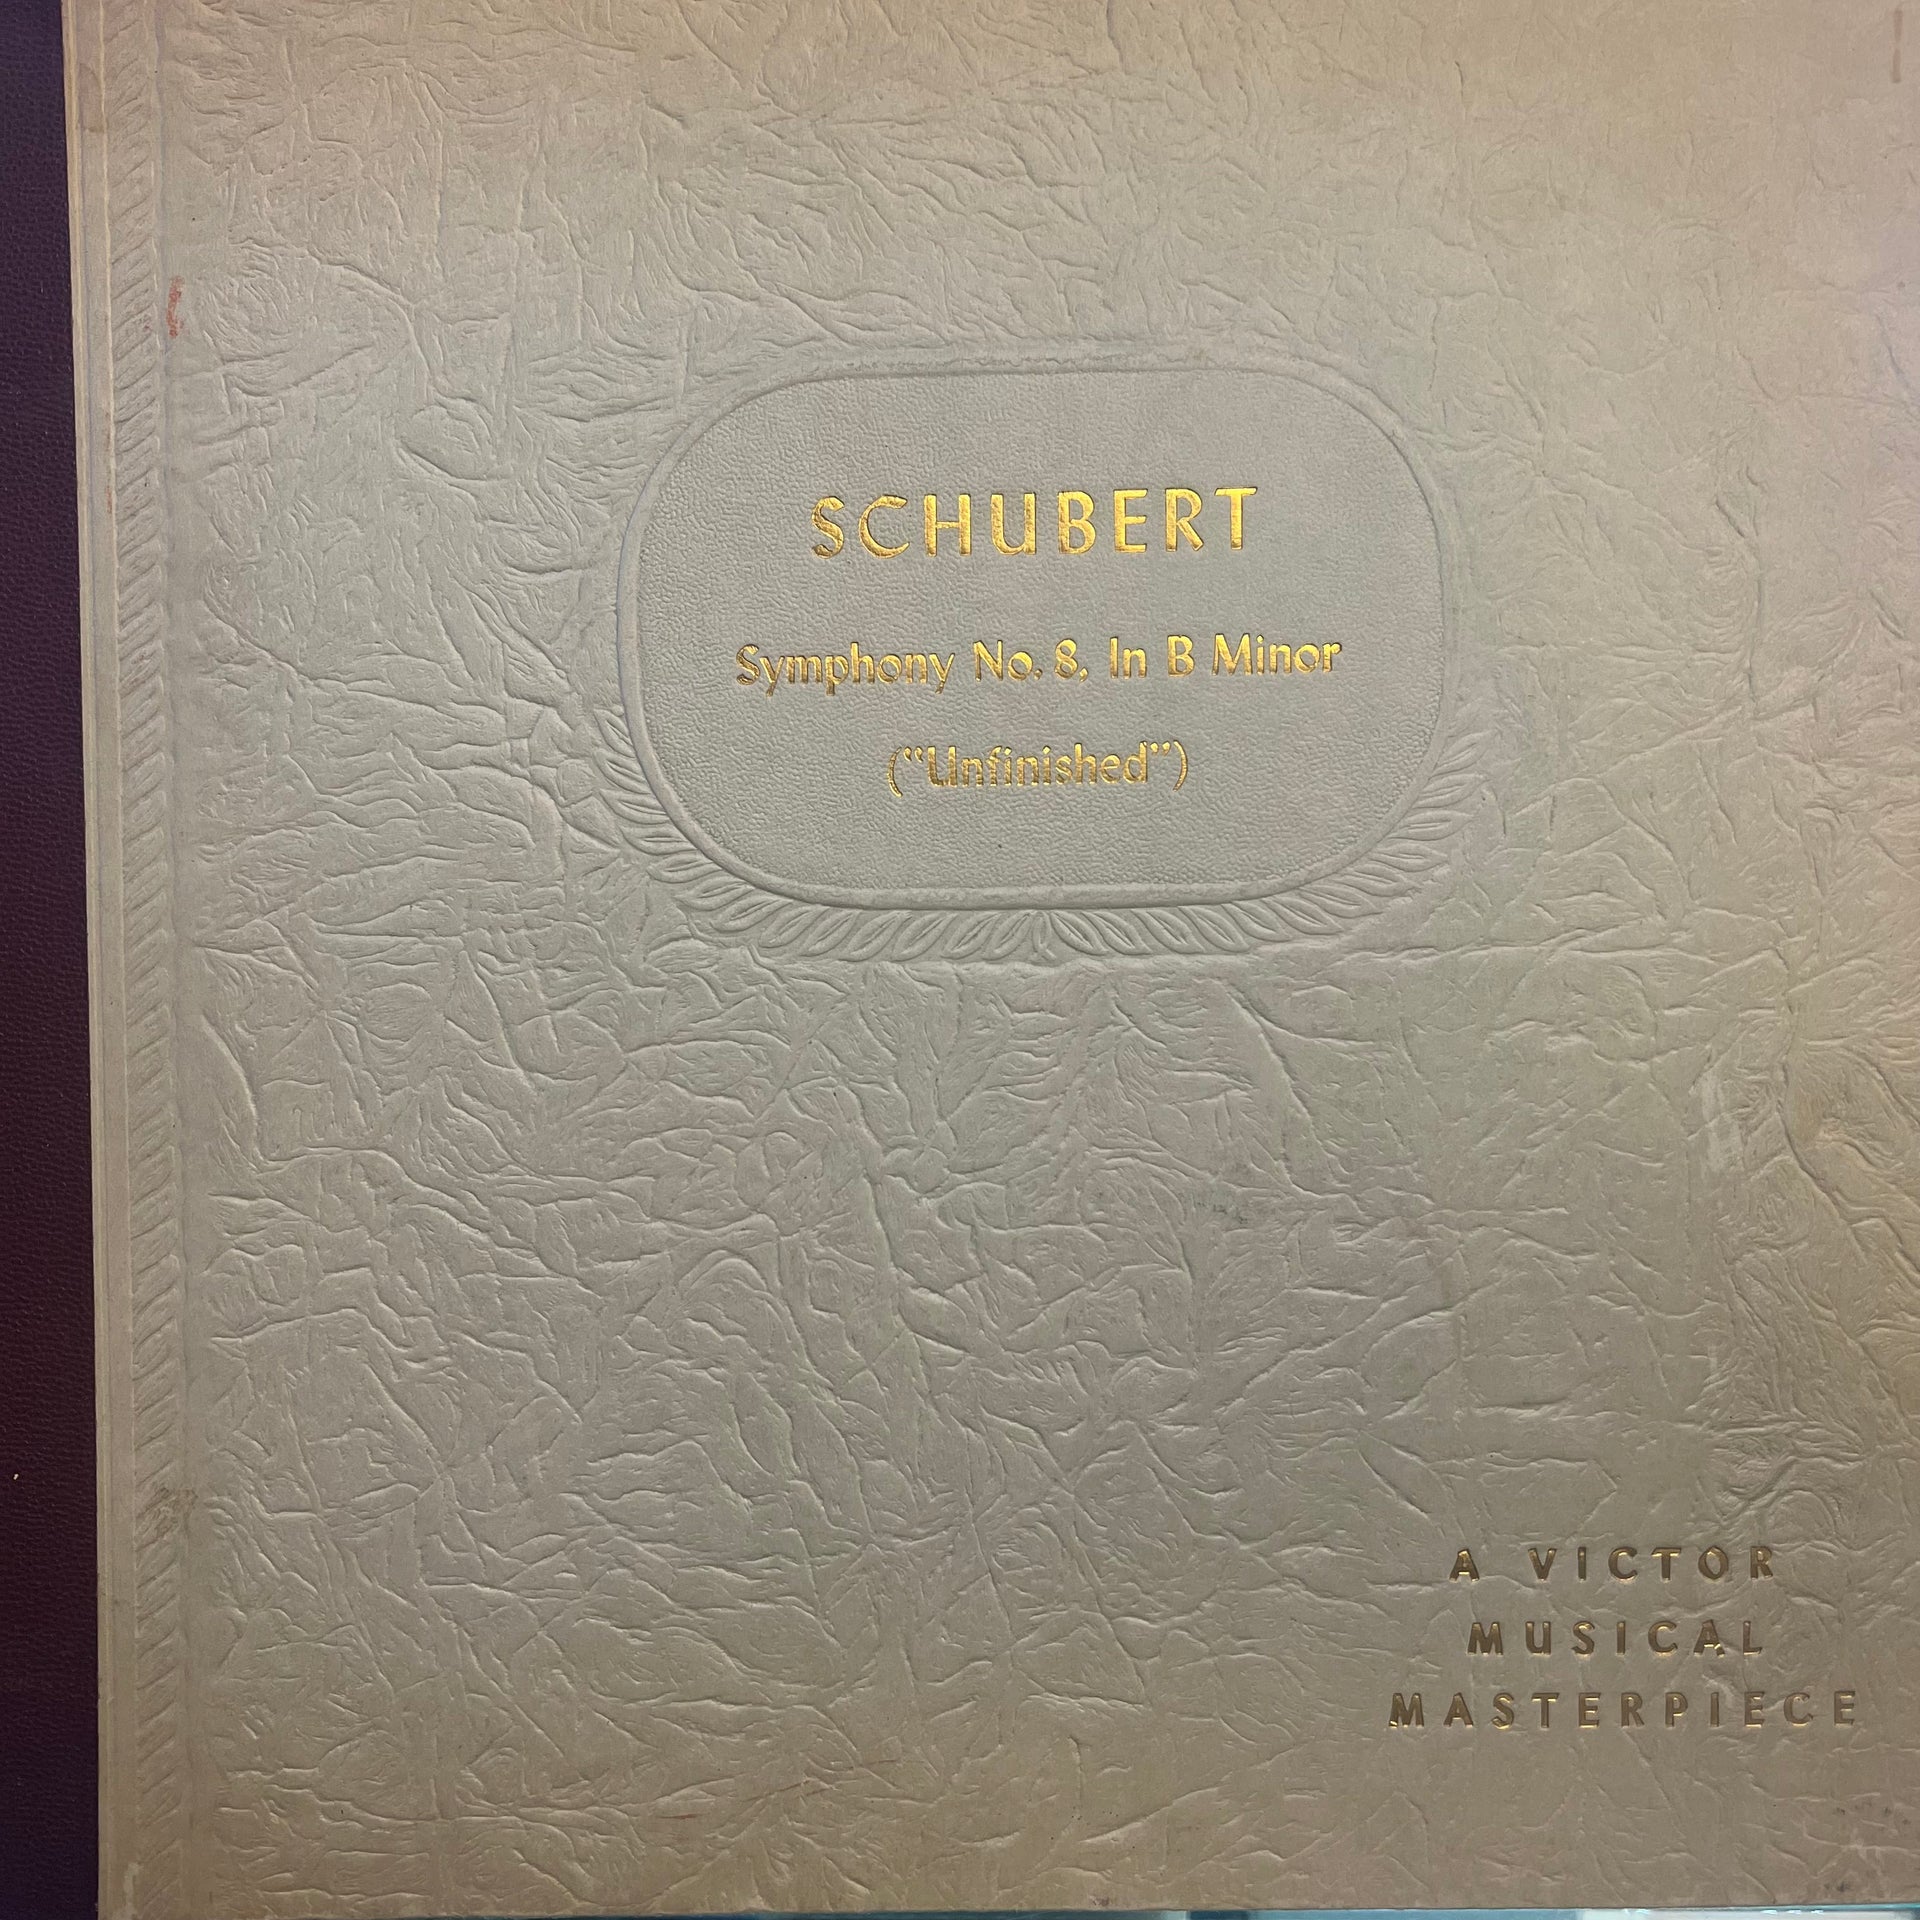 SCHUBERT
Symphony No. 8, In B Minor
(“Unfinished”)
A VICTOR
MUSICAL
MASTERPIECE